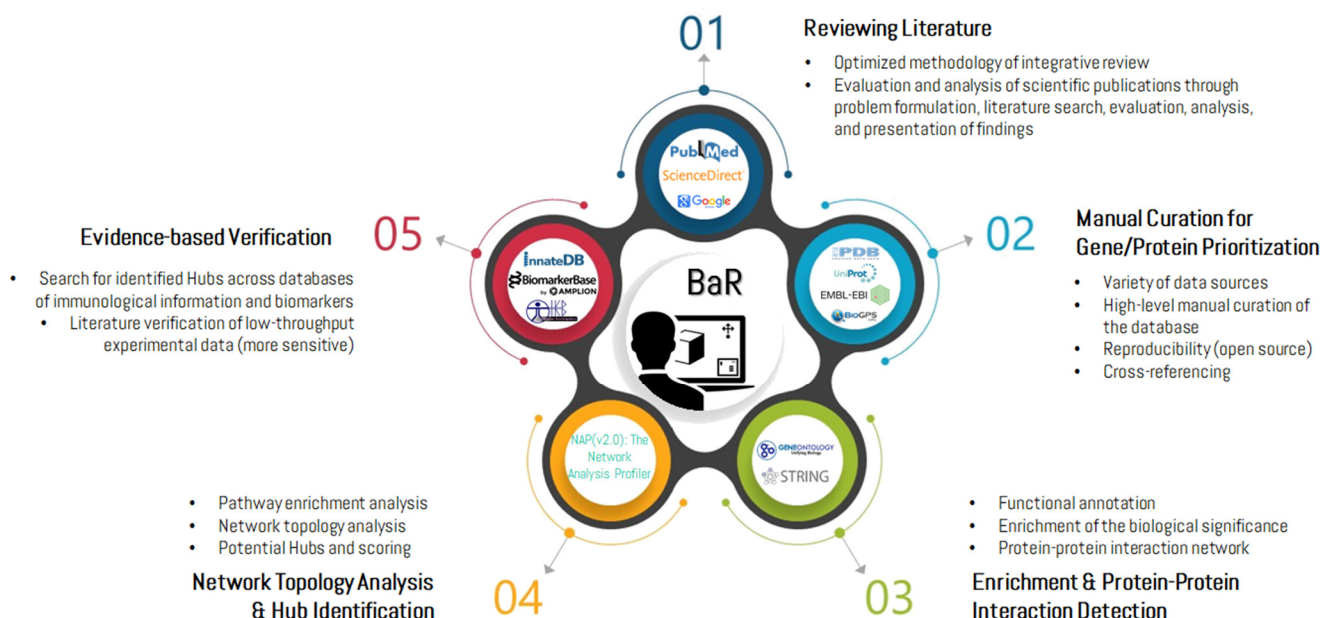 01
Reviewing Literature
• Optimized methodology of integrative review
• Evaluation and analysis of scientific publications through
problem formulation, literature search, evaluation, analysis,
and presentation of findings
PubMed
ScienceDirect
Google
02
Manual Curation for
Gene/Protein Prioritization
• Variety of data sources
• High-level manual curation of
the database
• Reproducibility (open source)
• Cross-referencing
PDB
UniProt
EMBL-EBI
BioGPS
05
Evidence-based Verification
• Search for identified Hubs across databases
of immunological information and biomarkers
• Literature verification of low-throuthput
experimental data (more sensitive)
InnateDB
BiomarkerBase
by AMPLION
IKB
BaR
NAP(v2.0): The
Network
Analysis Profiler
GENEONTOLOGY
Unifying Biology
STRING
• Pathway enrichment analysis
• Network topology analysis
• Potential Hubs and scoring
Network Topology Analysis
& Hub Identification
04
03
• Functional annotation
• Enrichment of the biological significance
• Protein-protein interaction network
Enrichment & Protein-Protein
Interaction Detection